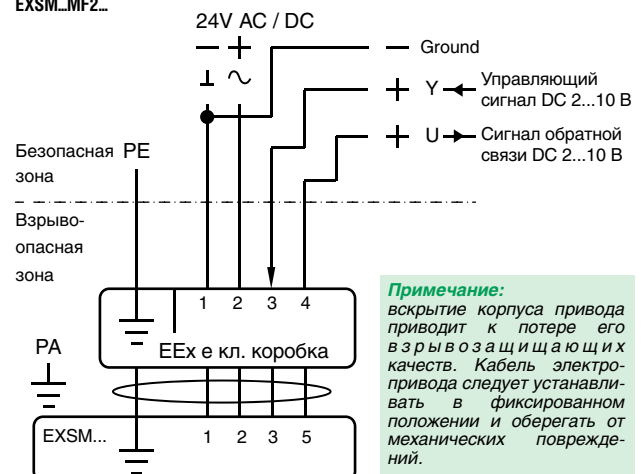 EXSM...MF2...
24V AC / DC
− +
⊥ ∼
− Ground
+ Y Управляющий
сигнал DC 2...10 В
+ U Сигнал обратной
связи DC 2...10 В
Безопасная PE
зона
Взрыво-
опасная
зона
1 2 3 4
EEx e кл. коробка
PA
EXSM... 1 2 3 5
Примечание:
вскрытие корпуса привода
приводит к потере его
взрывозащищающих
качеств. Кабель электро-
привода следует устанавли-
вать в фиксированном
положении и оберегать от
механических поврежде-
ний.